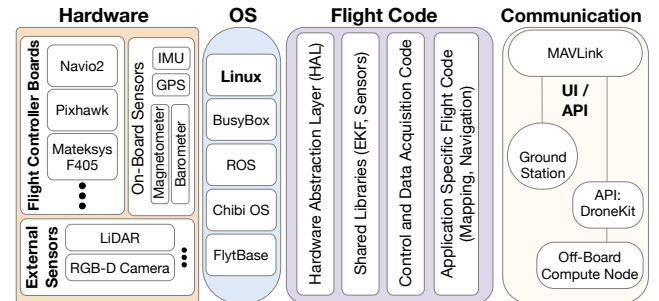 Hardware
OS
Flight Code
Communication
Flight Controller Boards
Navio2
Pixhawk
Mateksys
F405
On-Board Sensors
IMU
GPS
Magnetometer
Barometer
External
Sensors
LiDAR
RGB-D Camera
Linux
BusyBox
ROS
Chibi OS
FlytBase
Hardware Abstraction Layer (HAL)
Shared Libraries (EKF, Sensors)
Control and Data Acquisition Code
Application Specific Flight Code
(Mapping, Navigation)
MAVLink
UI /
API
Ground
Station
API:
DroneKit
Off-Board
Compute Node